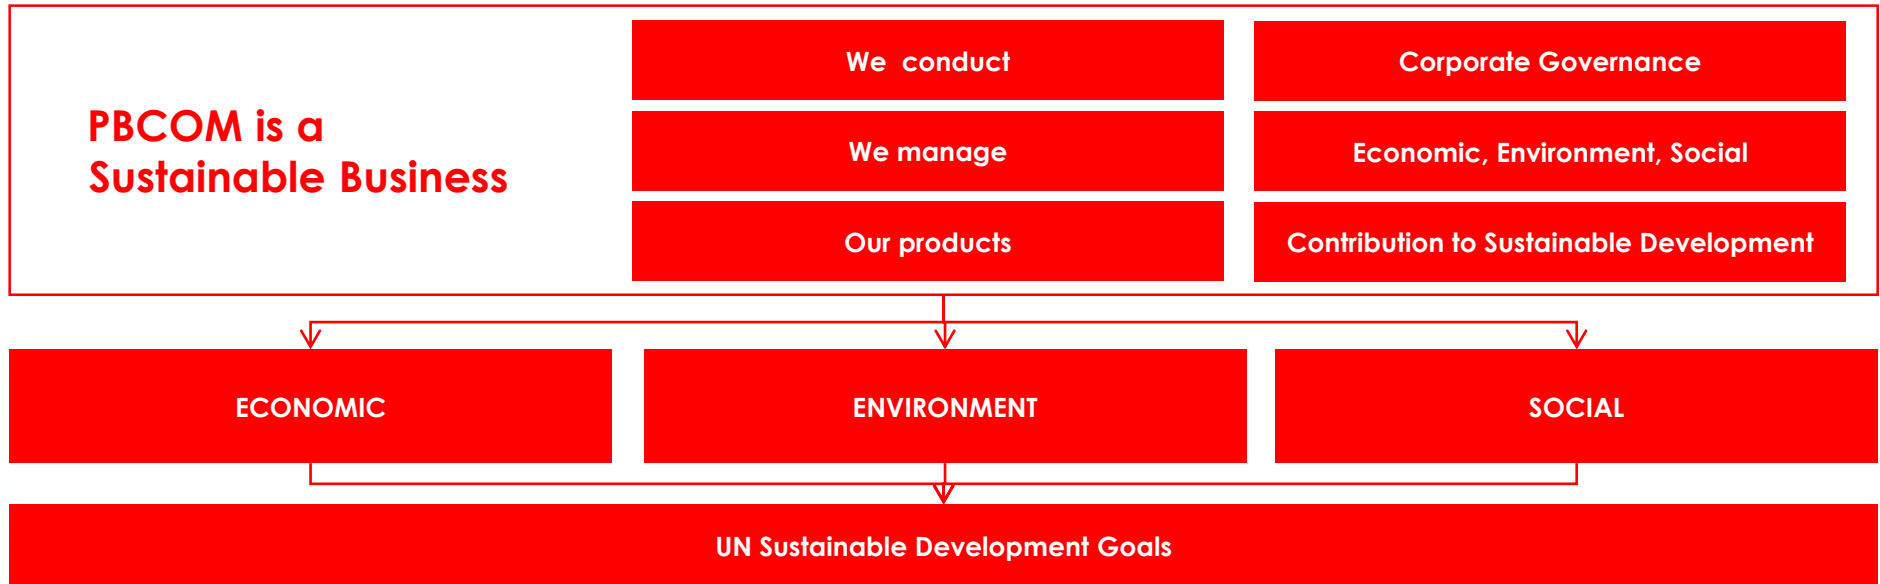 PBCOM is a
Sustainable Business
We conduct
Corporate Governance
We manage
Economic, Environment, Social
Our products
Contribution to Sustainable Development
ECONOMIC
ENVIRONMENT
SOCIAL
UN Sustainable Development Goals